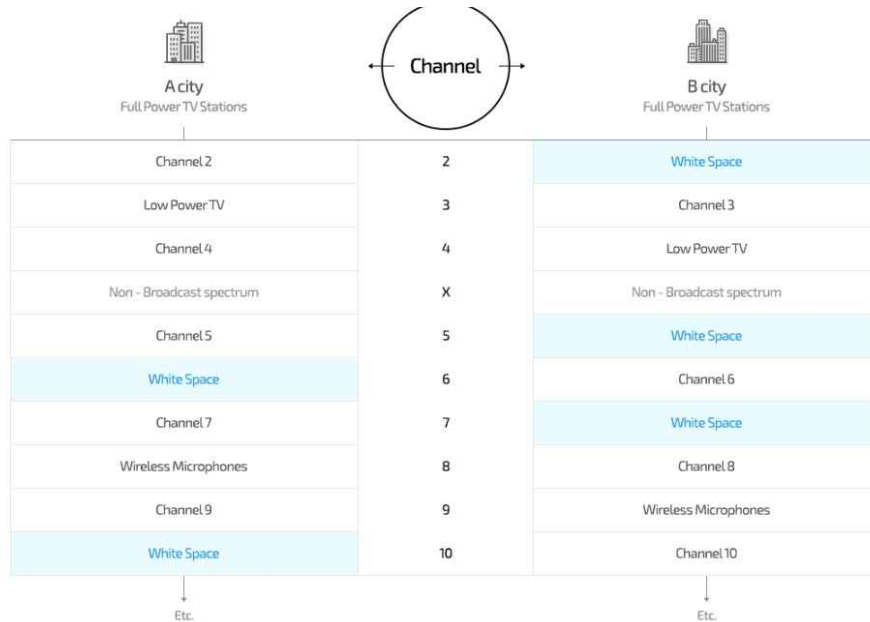 Channel
A city
Full Power TV Stations
B city
Full Power TV Stations
Channel 2 2 White Space
Low Power TV 3 Channel 3
Channel 4 4 Low Power TV
Non - Broadcast spectrum X Non - Broadcast spectrum
Channel 5 5 White Space
White Space 6 Channel 6
Channel 7 7 White Space
Wireless Microphones 8 Channel 8
Channel 9 9 Wireless Microphones
White Space 10 Channel 10
Etc. Etc.